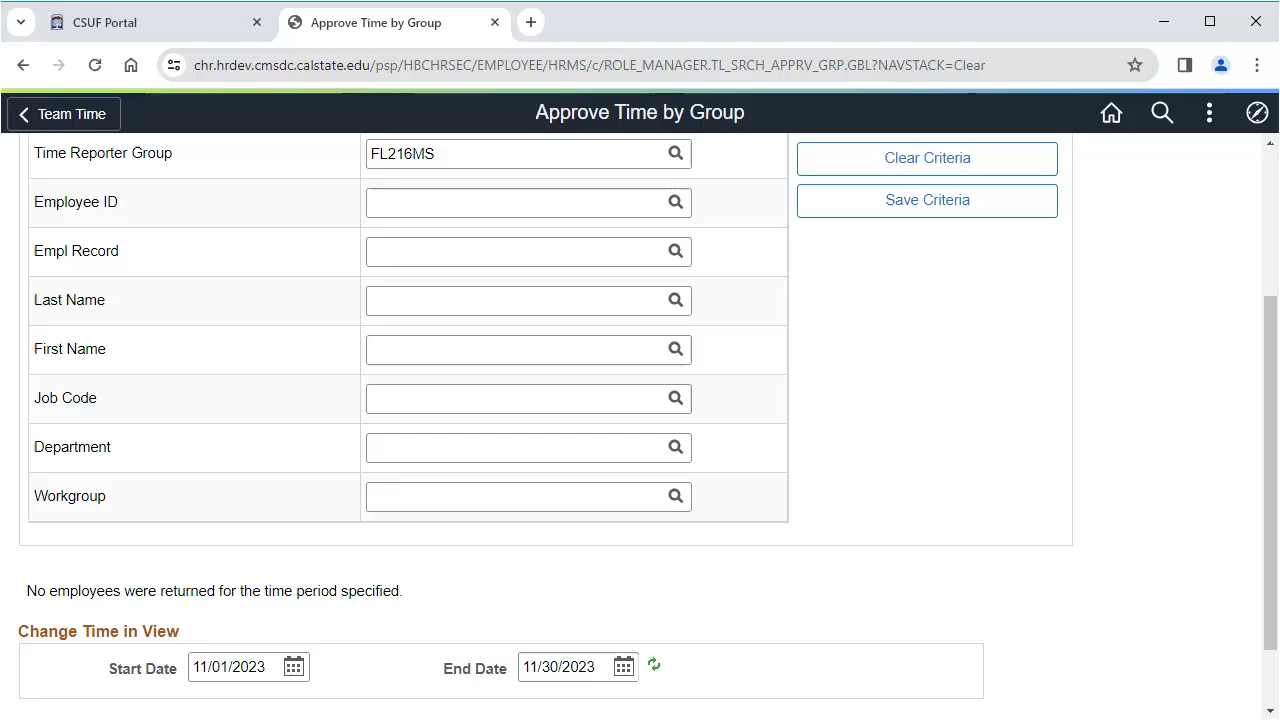 CSUF Portal
Approve Time by Group
chr.hrdev.cmsdc.calstate.edu/psp/HBCHRSEC/EMPLOYEE/HRMS/c/ROLE_MANAGER.TL_SRCH_APPRV_GRP.GBL?NAVSTACK=Clear
Team Time
Approve Time by Group
Time Reporter Group
FL216MS
Clear Criteria
Employee ID
Save Criteria
Empl Record
Last Name
First Name
Job Code
Department
Workgroup
No employees were returned for the time period specified.
Change Time in View
Start Date 11/01/2023 End Date 11/30/2023